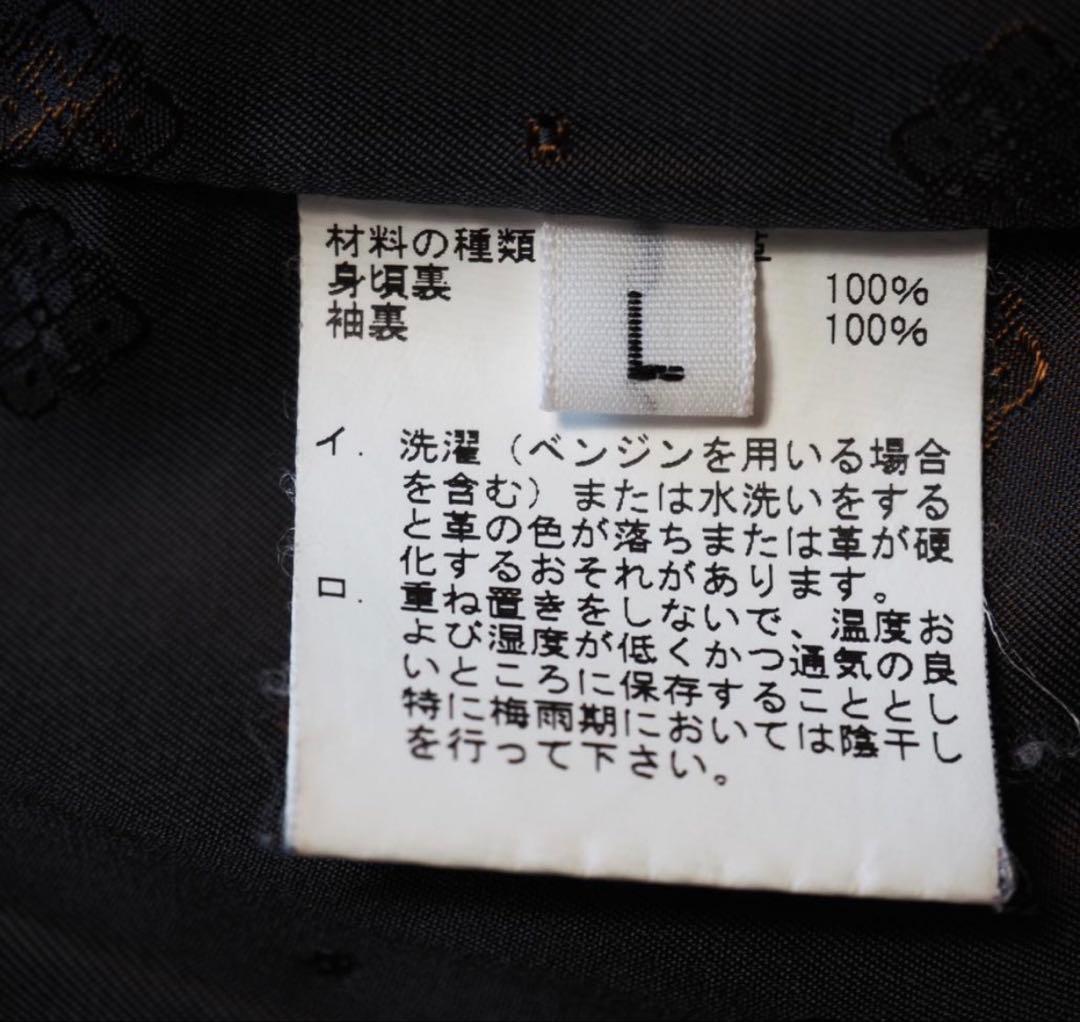 材料の種類
身頃裏 100%
袖裏 100%
L
イ. 洗濯（ベンジンを用いる場合
を含む）または水洗いをする
と革の色が落ちまたは革が硬
化するおそれがあります。
ロ. 重ね置きをしないで、温度お
よび湿度が低くかつ通気の良
いところに保存することとし
特に梅雨期においては陰干し
を行って下さい。